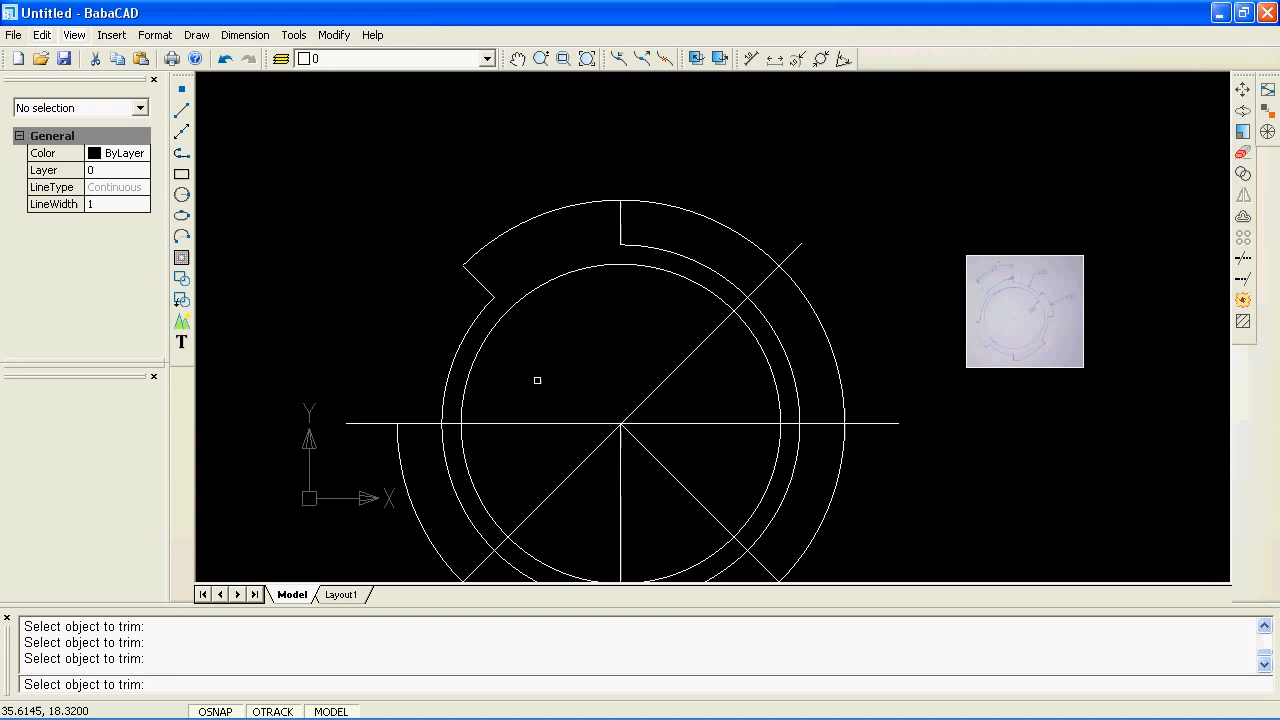 Untitled - BabaCAD
File Edit View Insert Format Draw Dimension Tools Modify Help
0
No selection
General
Color ByLayer
Layer 0
LineType Continuous
LineWidth 1
T
Y
X
Model Layout1
Select object to trim:
Select object to trim:
Select object to trim:
Select object to trim:
35.6145, 18.3200 OSNAP OTRACK MODEL